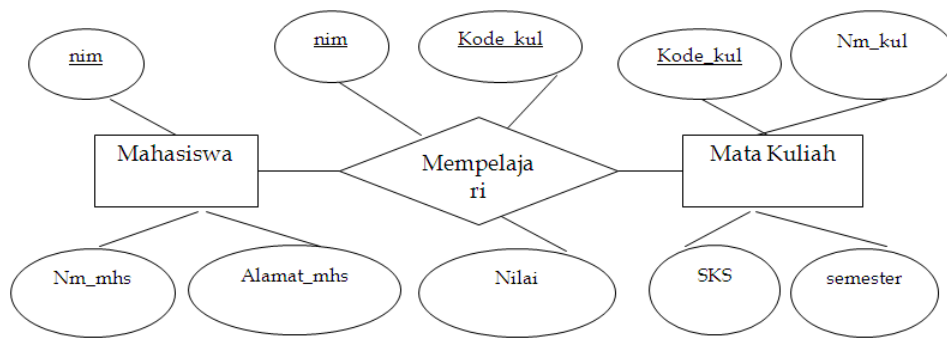 nim
nim
Kode_kul
Kode_kul
Nm_kul
Mahasiswa
Mempelaja
ri
Mata Kuliah
Nm_mhs
Alamat_mhs
Nilai
SKS
semester